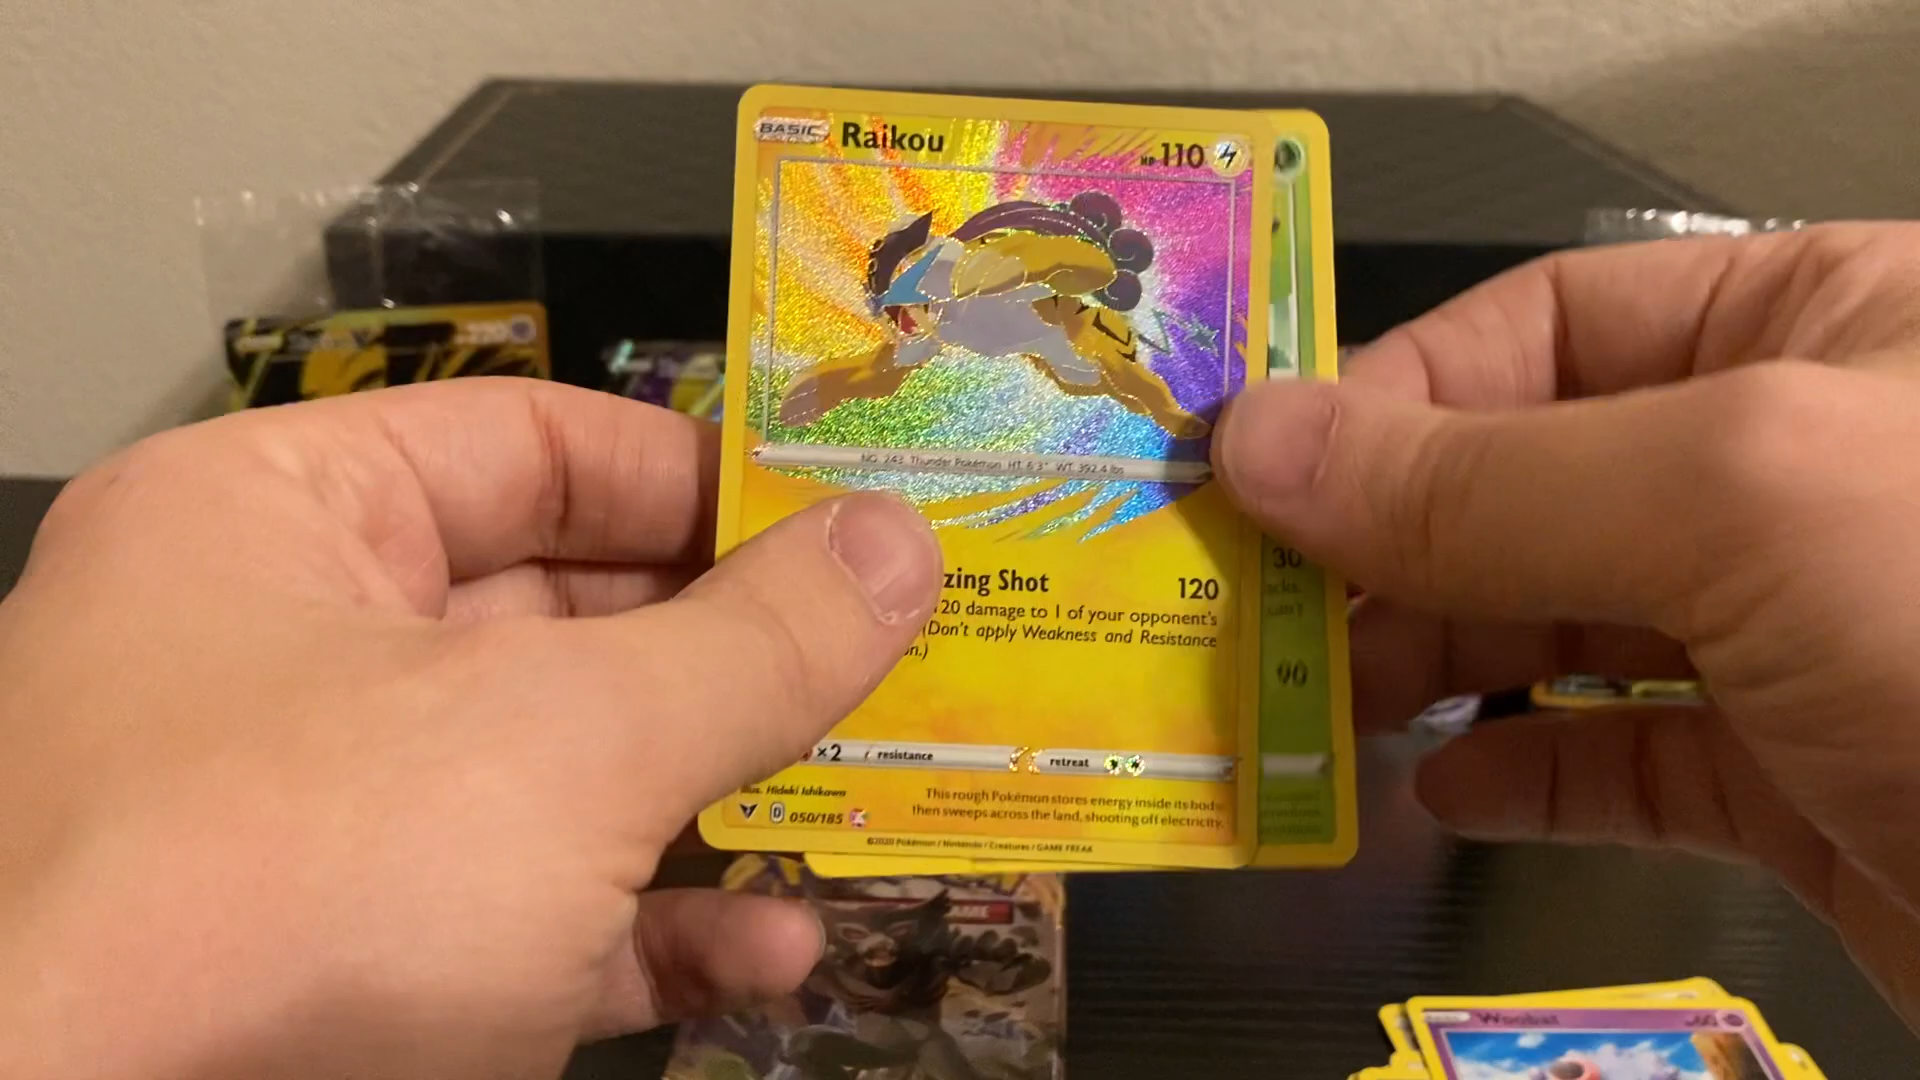 BASIC Raikou HP 110
NO. 243 Thunder Pokémon HT 6'3" WT 392.4 lbs
zing Shot 120
20 damage to 1 of your opponent's
(Don't apply Weakness and Resistance
on.)
×2 resistance retreat
Illus. Hideki Ishikawa
This rough Pokémon stores energy inside its body
then sweeps across the land, shooting off electricity.
D 050/185
©2020 Pokémon / Nintendo / Creatures / GAME FREAK
30
90
220
Woobat 60